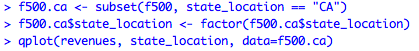 > f500.ca <- subset(f500, state_location == "CA")
> f500.ca$state_location <- factor(f500.ca$state_location)
> qplot(revenues, state_location, data=f500.ca)